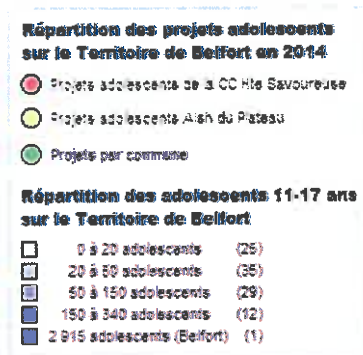 Répartition des projets adolescents
sur le Territoire de Belfort en 2014
Projets adolescents de la CC Hte Savoureuse
Projets adolescents Alsh du Plateau
Projets par commune
Répartition des adolescents 11-17 ans
sur le Territoire de Belfort
0 à 20 adolescents (26)
20 à 50 adolescents (35)
50 à 150 adolescents (29)
150 à 340 adolescents (12)
2 915 adolescents (Belfort) (1)